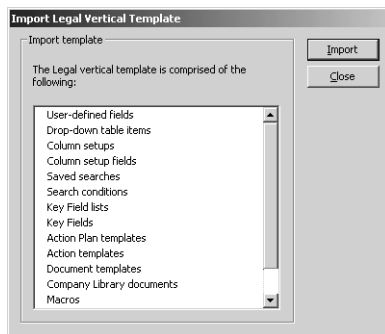 Import Legal Vertical Template
Import template
Import
Close
The Legal vertical template is comprised of the
following:
User-defined fields
Drop-down table items
Column setups
Column setup fields
Saved searches
Search conditions
Key Field lists
Key Fields
Action Plan templates
Action templates
Document templates
Company Library documents
Macros